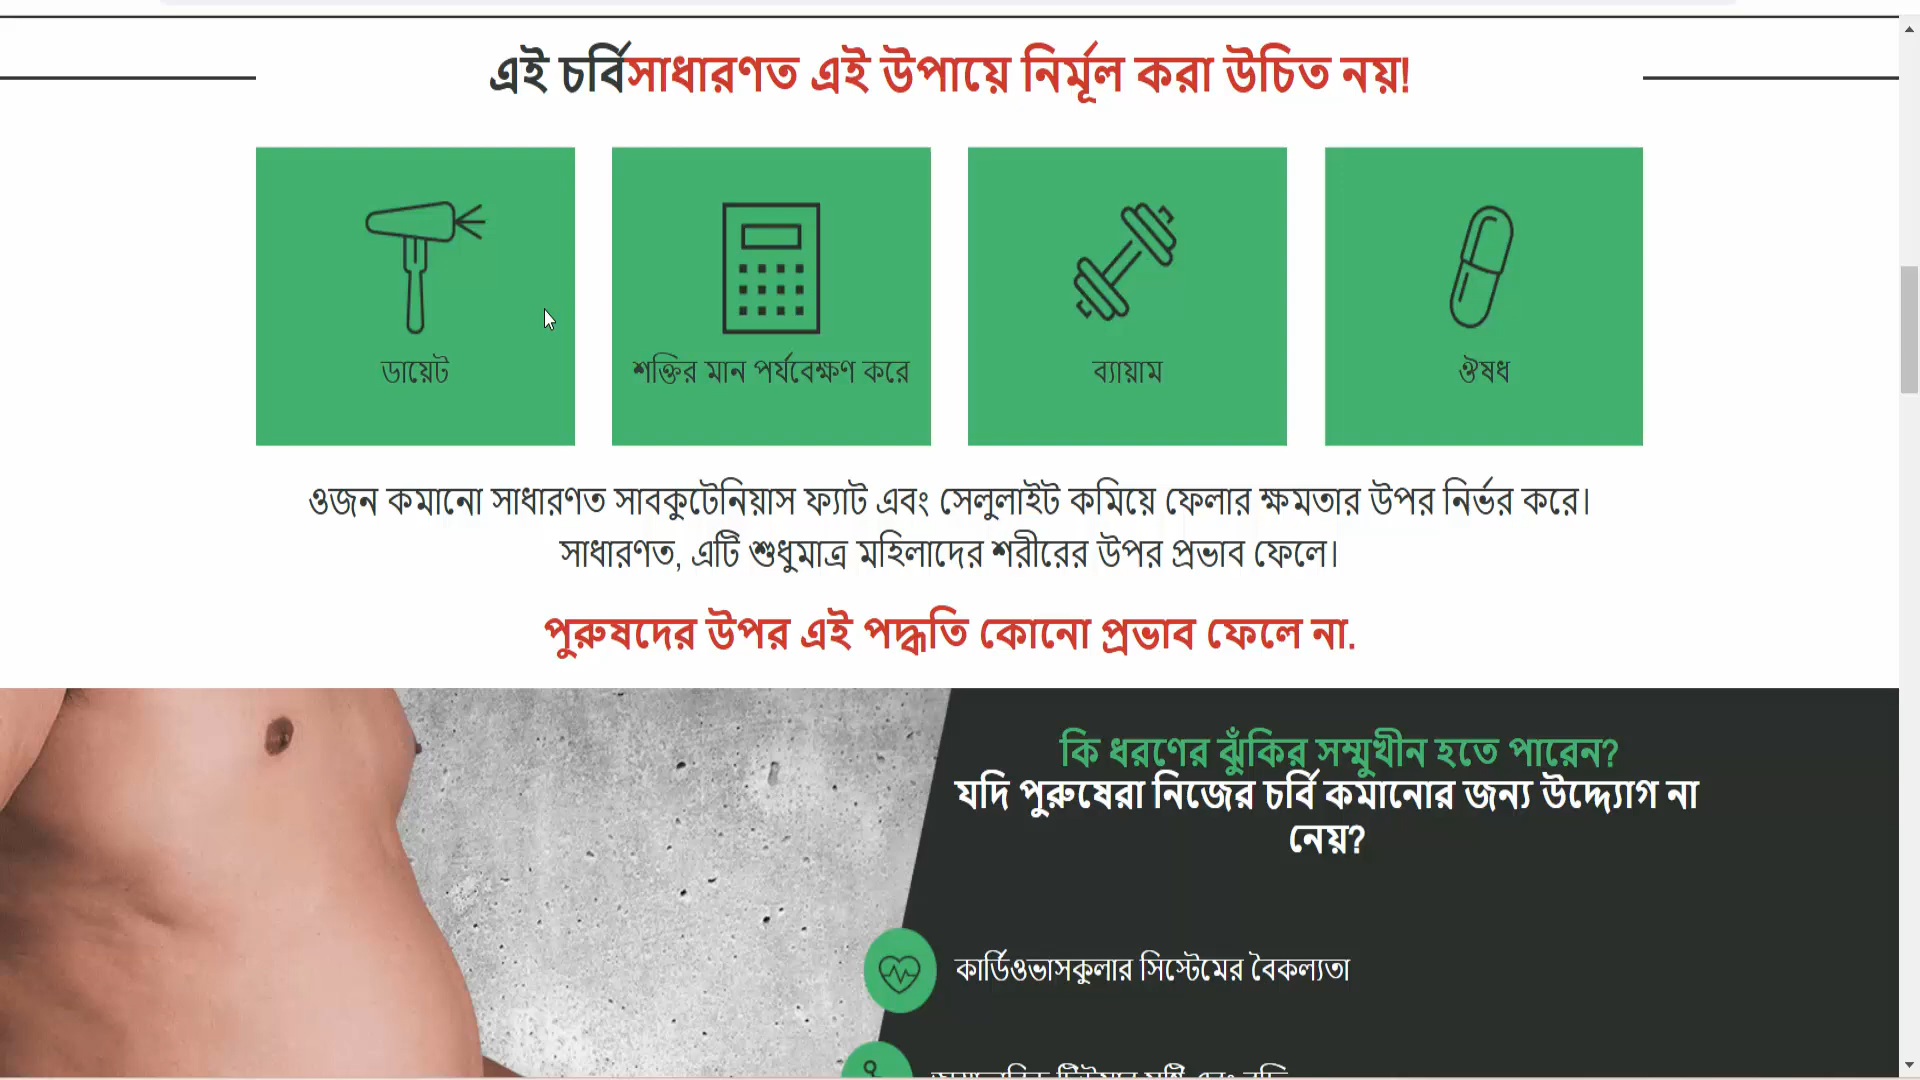 এই চর্বিসাধারণত এই উপায়ে নির্মূল করা উচিত নয়!
ডায়েট
শক্তির মান পর্যবেক্ষণ করে
ব্যায়াম
ঔষধ
ওজন কমানো সাধারণত সাবকুটেনিয়াস ফ্যাট এবং সেলুলাইট কমিয়ে ফেলার ক্ষমতার উপর নির্ভর করে।
সাধারণত, এটি শুধুমাত্র মহিলাদের শরীরের উপর প্রভাব ফেলে।
পুরুষদের উপর এই পদ্ধতি কোনো প্রভাব ফেলে না.
কি ধরণের ঝুঁকির সম্মুখীন হতে পারেন?
যদি পুরুষেরা নিজের চর্বি কমানোর জন্য উদ্দ্যোগ না
নেয়?
কার্ডিওভাসকুলার সিস্টেমের বৈকল্যতা